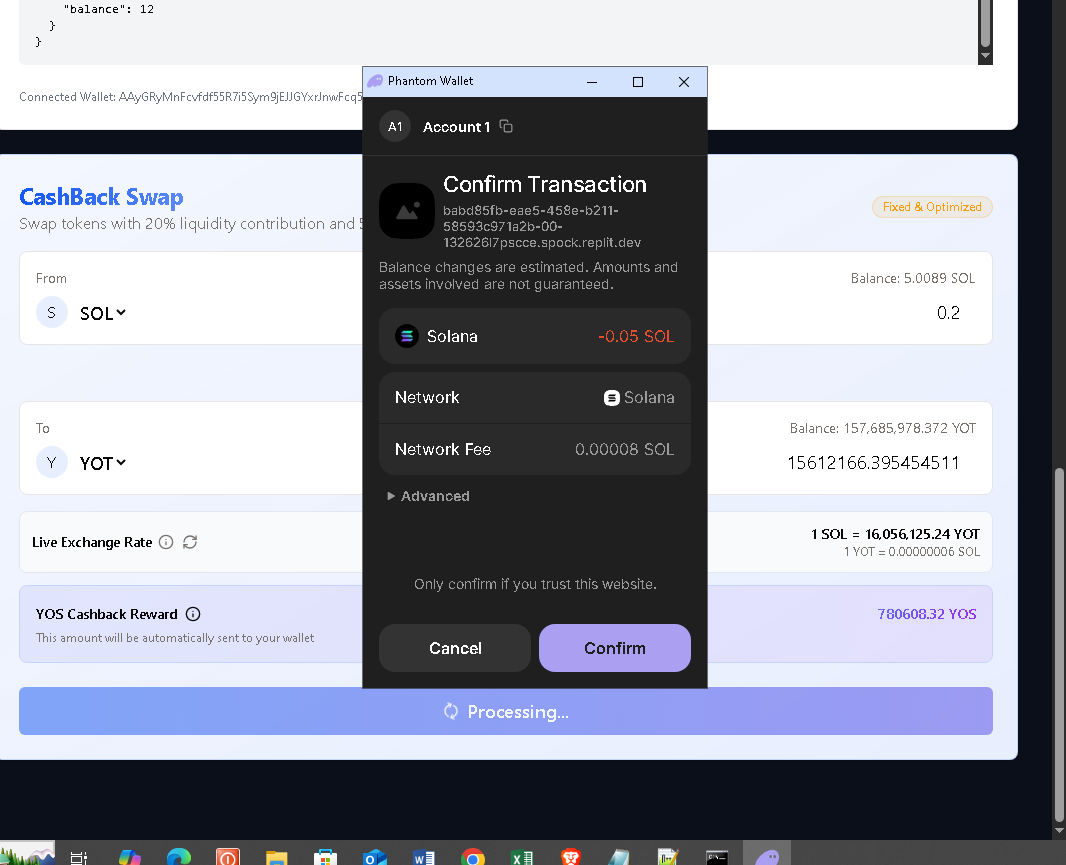 "balance": 12
}
}
Connected Wallet: AAyGRyMnFcvfdf55R7i5Sym9jEJJGYxrJnwFcq5
Phantom Wallet
A1
Account 1
Confirm Transaction
babd85fb-eae5-458e-b211-
58593c971a2b-00-
132626l7pscce.spock.replit.dev
Balance changes are estimated. Amounts and
assets involved are not guaranteed.
Solana
-0.05 SOL
Network
Solana
Network Fee
0.00008 SOL
Advanced
Only confirm if you trust this website.
Cancel
Confirm
CashBack Swap
Swap tokens with 20% liquidity contribution and 5
Fixed & Optimized
From
Balance: 5.0089 SOL
S
SOL
0.2
To
Balance: 157,685,978.372 YOT
Y
YOT
15612166.395454511
Live Exchange Rate
1 SOL = 16,056,125.24 YOT
1 YOT = 0.00000006 SOL
YOS Cashback Reward
780608.32 YOS
This amount will be automatically sent to your wallet
Processing...